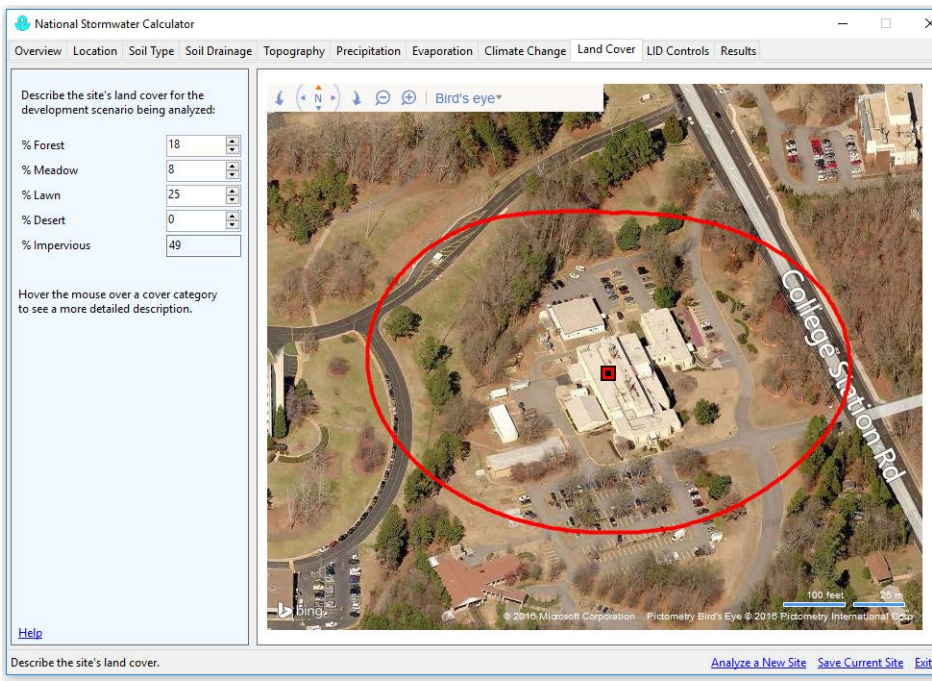 National Stormwater Calculator
Overview Location Soil Type Soil Drainage Topography Precipitation Evaporation Climate Change Land Cover LID Controls Results
Describe the site's land cover for the
development scenario being analyzed:
% Forest 18
% Meadow 8
% Lawn 25
% Desert 0
% Impervious 49
Hover the mouse over a cover category
to see a more detailed description.
Help
N Bird's eye
College Station Rd
100 feet 25 m
bing
© 2016 Microsoft Corporation Pictometry Bird's Eye © 2016 Pictometry International Corp
Describe the site's land cover.
Analyze a New Site Save Current Site Exit